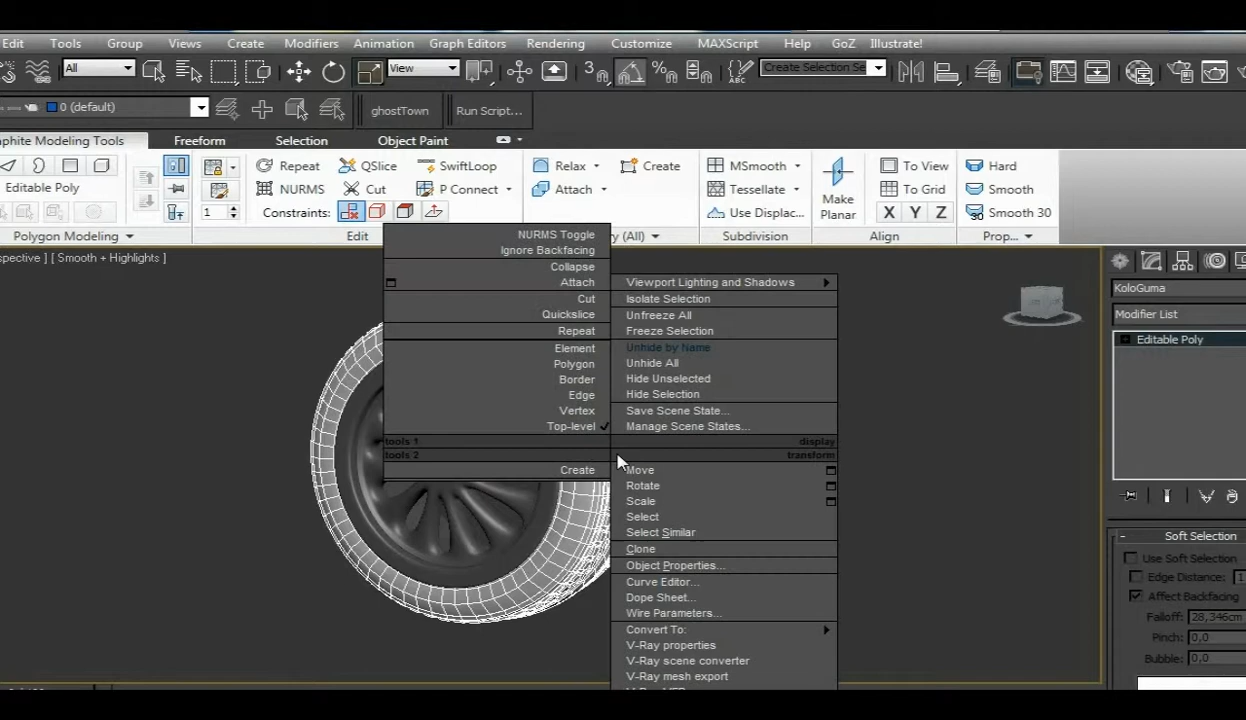 Edit Tools Group Views Create Modifiers Animation Graph Editors Rendering Customize MAXScript Help GoZ Illustrate!
All View 3 % ABC Create Selection Se
0 (default) ghostTown Run Script...
aphite Modeling Tools Freeform Selection Object Paint
Repeat QSlice SwiftLoop Relax Create MSmooth To View Hard
Editable Poly NURMS Cut P Connect Attach Tessellate Make Planar To Grid Smooth
1 Constraints: Use Displac... X Y Z Smooth 30
Polygon Modeling Edit y (All) Subdivision Align Prop...
spective ] [ Smooth + Highlights ]
NURMS Toggle
Ignore Backfacing
Collapse
Attach
Cut
Quickslice
Repeat
Element
Polygon
Border
Edge
Vertex
Top-level
tools 1
tools 2
Create
Viewport Lighting and Shadows
Isolate Selection
Unfreeze All
Freeze Selection
Unhide by Name
Unhide All
Hide Unselected
Hide Selection
Save Scene State...
Manage Scene States...
display
transform
Move
Rotate
Scale
Select
Select Similar
Clone
Object Properties...
Curve Editor...
Dope Sheet...
Wire Parameters...
Convert To:
V-Ray properties
V-Ray scene converter
V-Ray mesh export
KoloGuma
Modifier List
Editable Poly
- Soft Selection
Use Soft Selection
Edge Distance: 1
Affect Backfacing
Falloff: 28,346cm
Pinch: 0,0
Bubble: 0,0